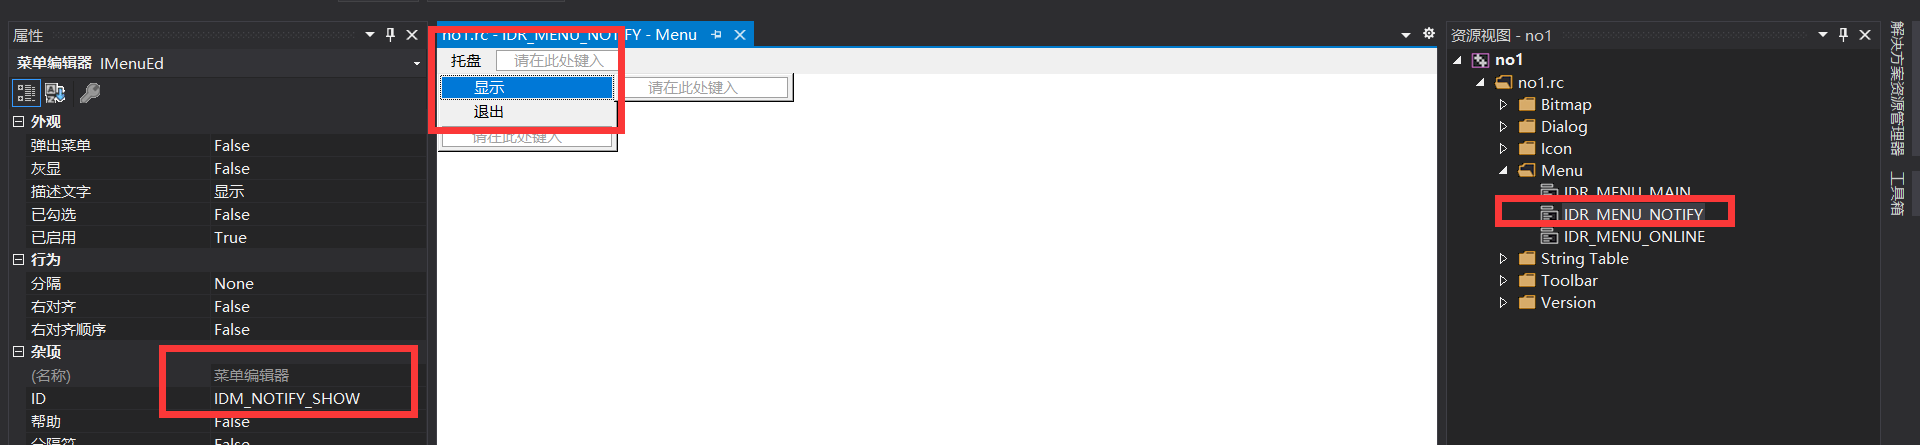 属性
菜单编辑器 IMenuEd
外观
弹出菜单 False
灰显 False
描述文字 显示
已勾选 False
已启用 True
行为
分隔 None
右对齐 False
右对齐顺序 False
杂项
(名称) 菜单编辑器
ID IDM_NOTIFY_SHOW
帮助 False
分隔符 False
no1.rc - IDR_MENU_NOTIFY - Menu
托盘 请在此处键入
显示 请在此处键入
退出
请在此处键入
资源视图 - no1
no1
no1.rc
Bitmap
Dialog
Icon
Menu
IDR_MENU_MAIN
IDR_MENU_NOTIFY
IDR_MENU_ONLINE
String Table
Toolbar
Version
解决方案资源管理器
工具箱